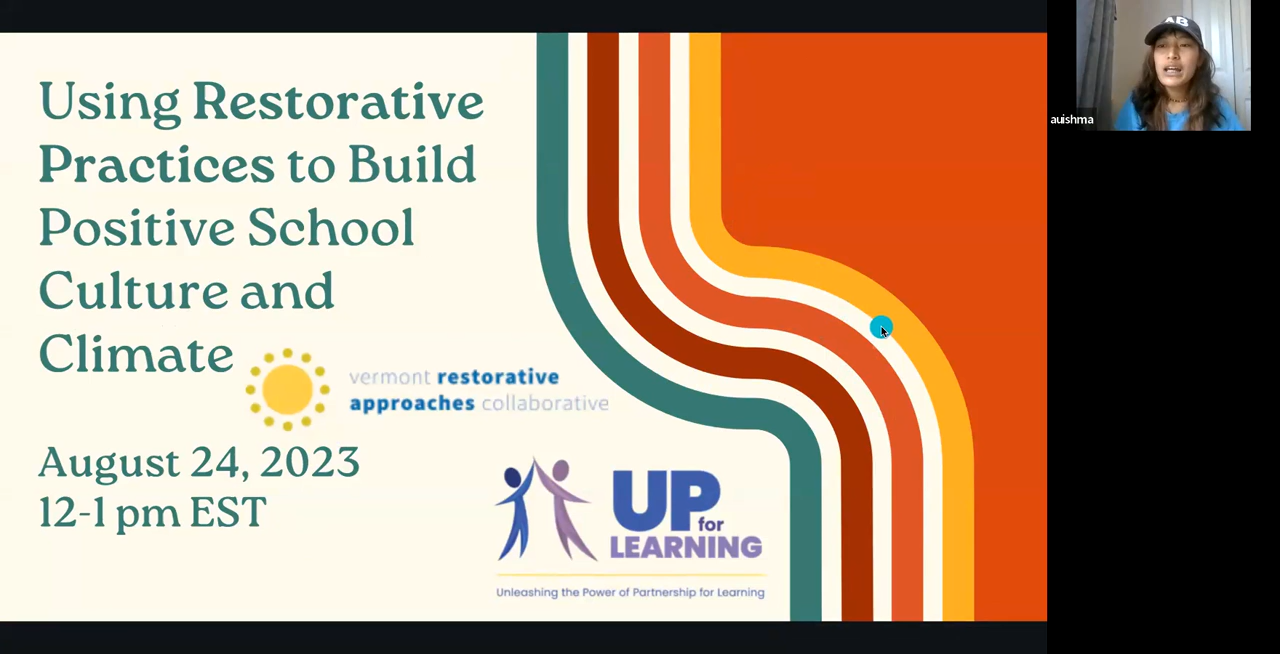 Using Restorative
Practices to Build
Positive School
Culture and
Climate
vermont restorative
approaches collaborative
August 24, 2023
12-1 pm EST
UP
for
LEARNING
Unleashing the Power of Partnership for Learning
AB
auishma